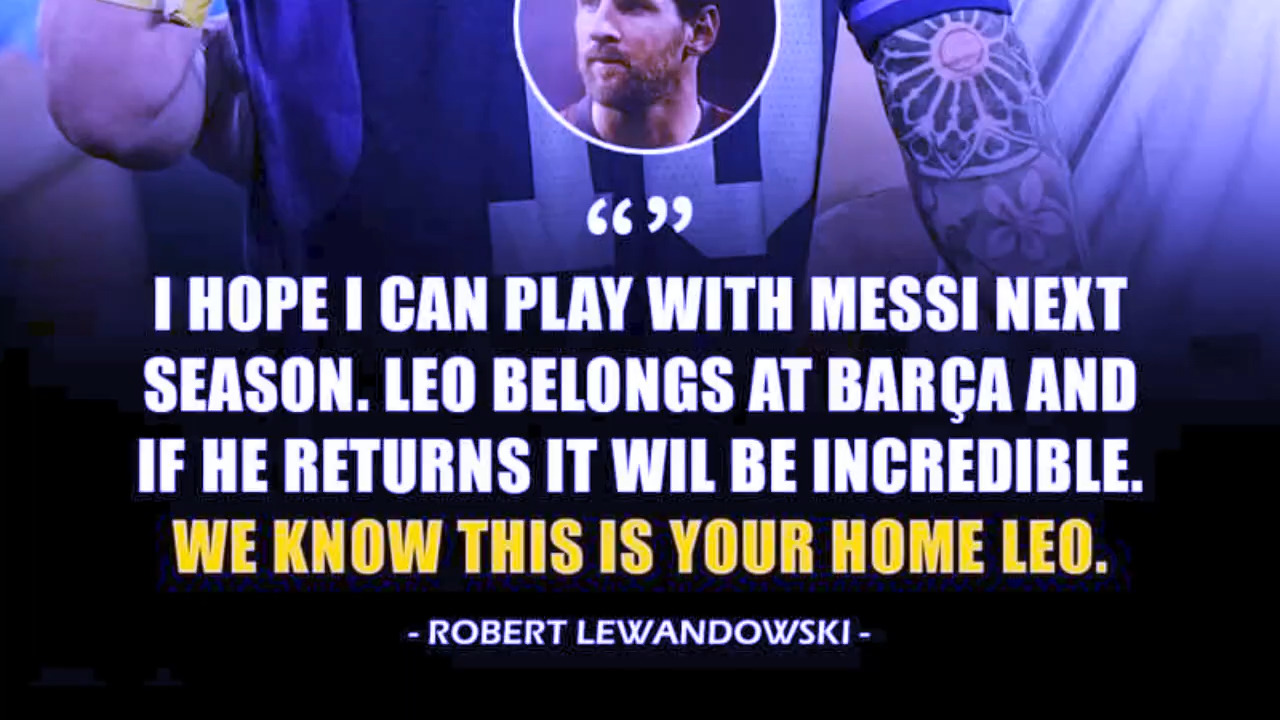 “ ”
I HOPE I CAN PLAY WITH MESSI NEXT
SEASON. LEO BELONGS AT BARÇA AND
IF HE RETURNS IT WIL BE INCREDIBLE.
WE KNOW THIS IS YOUR HOME LEO.
- ROBERT LEWANDOWSKI -